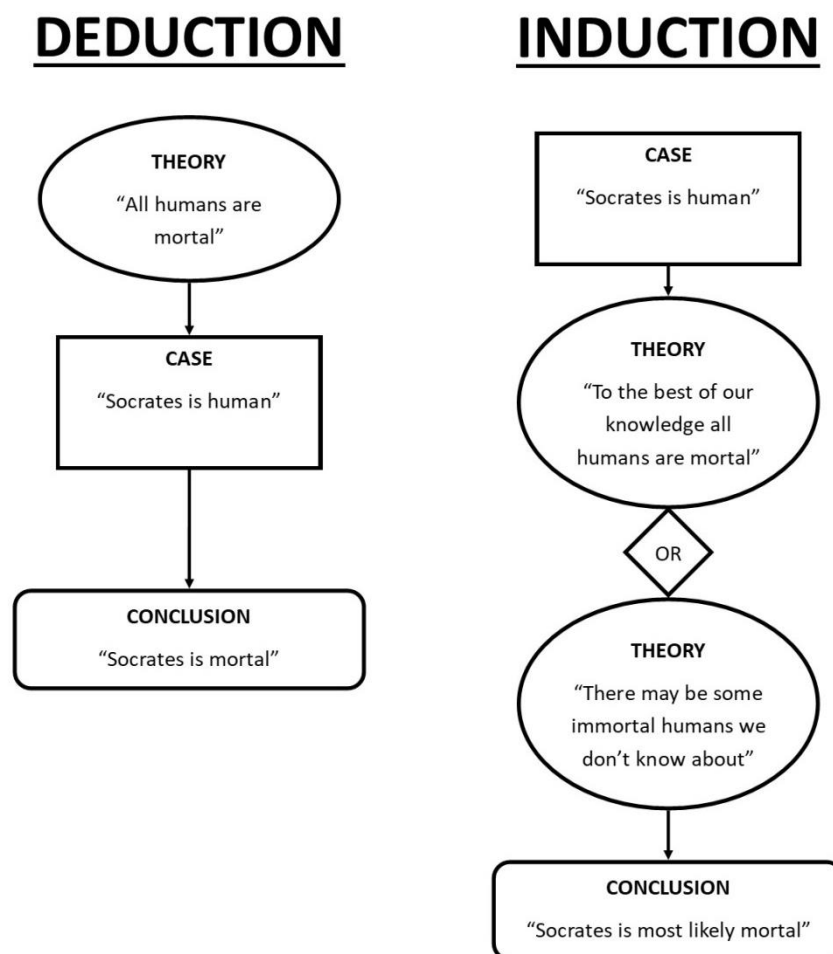 DEDUCTION
THEORY
“All humans are
mortal”
CASE
“Socrates is human”
CONCLUSION
“Socrates is mortal”
INDUCTION
CASE
“Socrates is human”
THEORY
“To the best of our
knowledge all
humans are mortal”
OR
THEORY
“There may be some
immortal humans we
don’t know about”
CONCLUSION
“Socrates is most likely mortal”